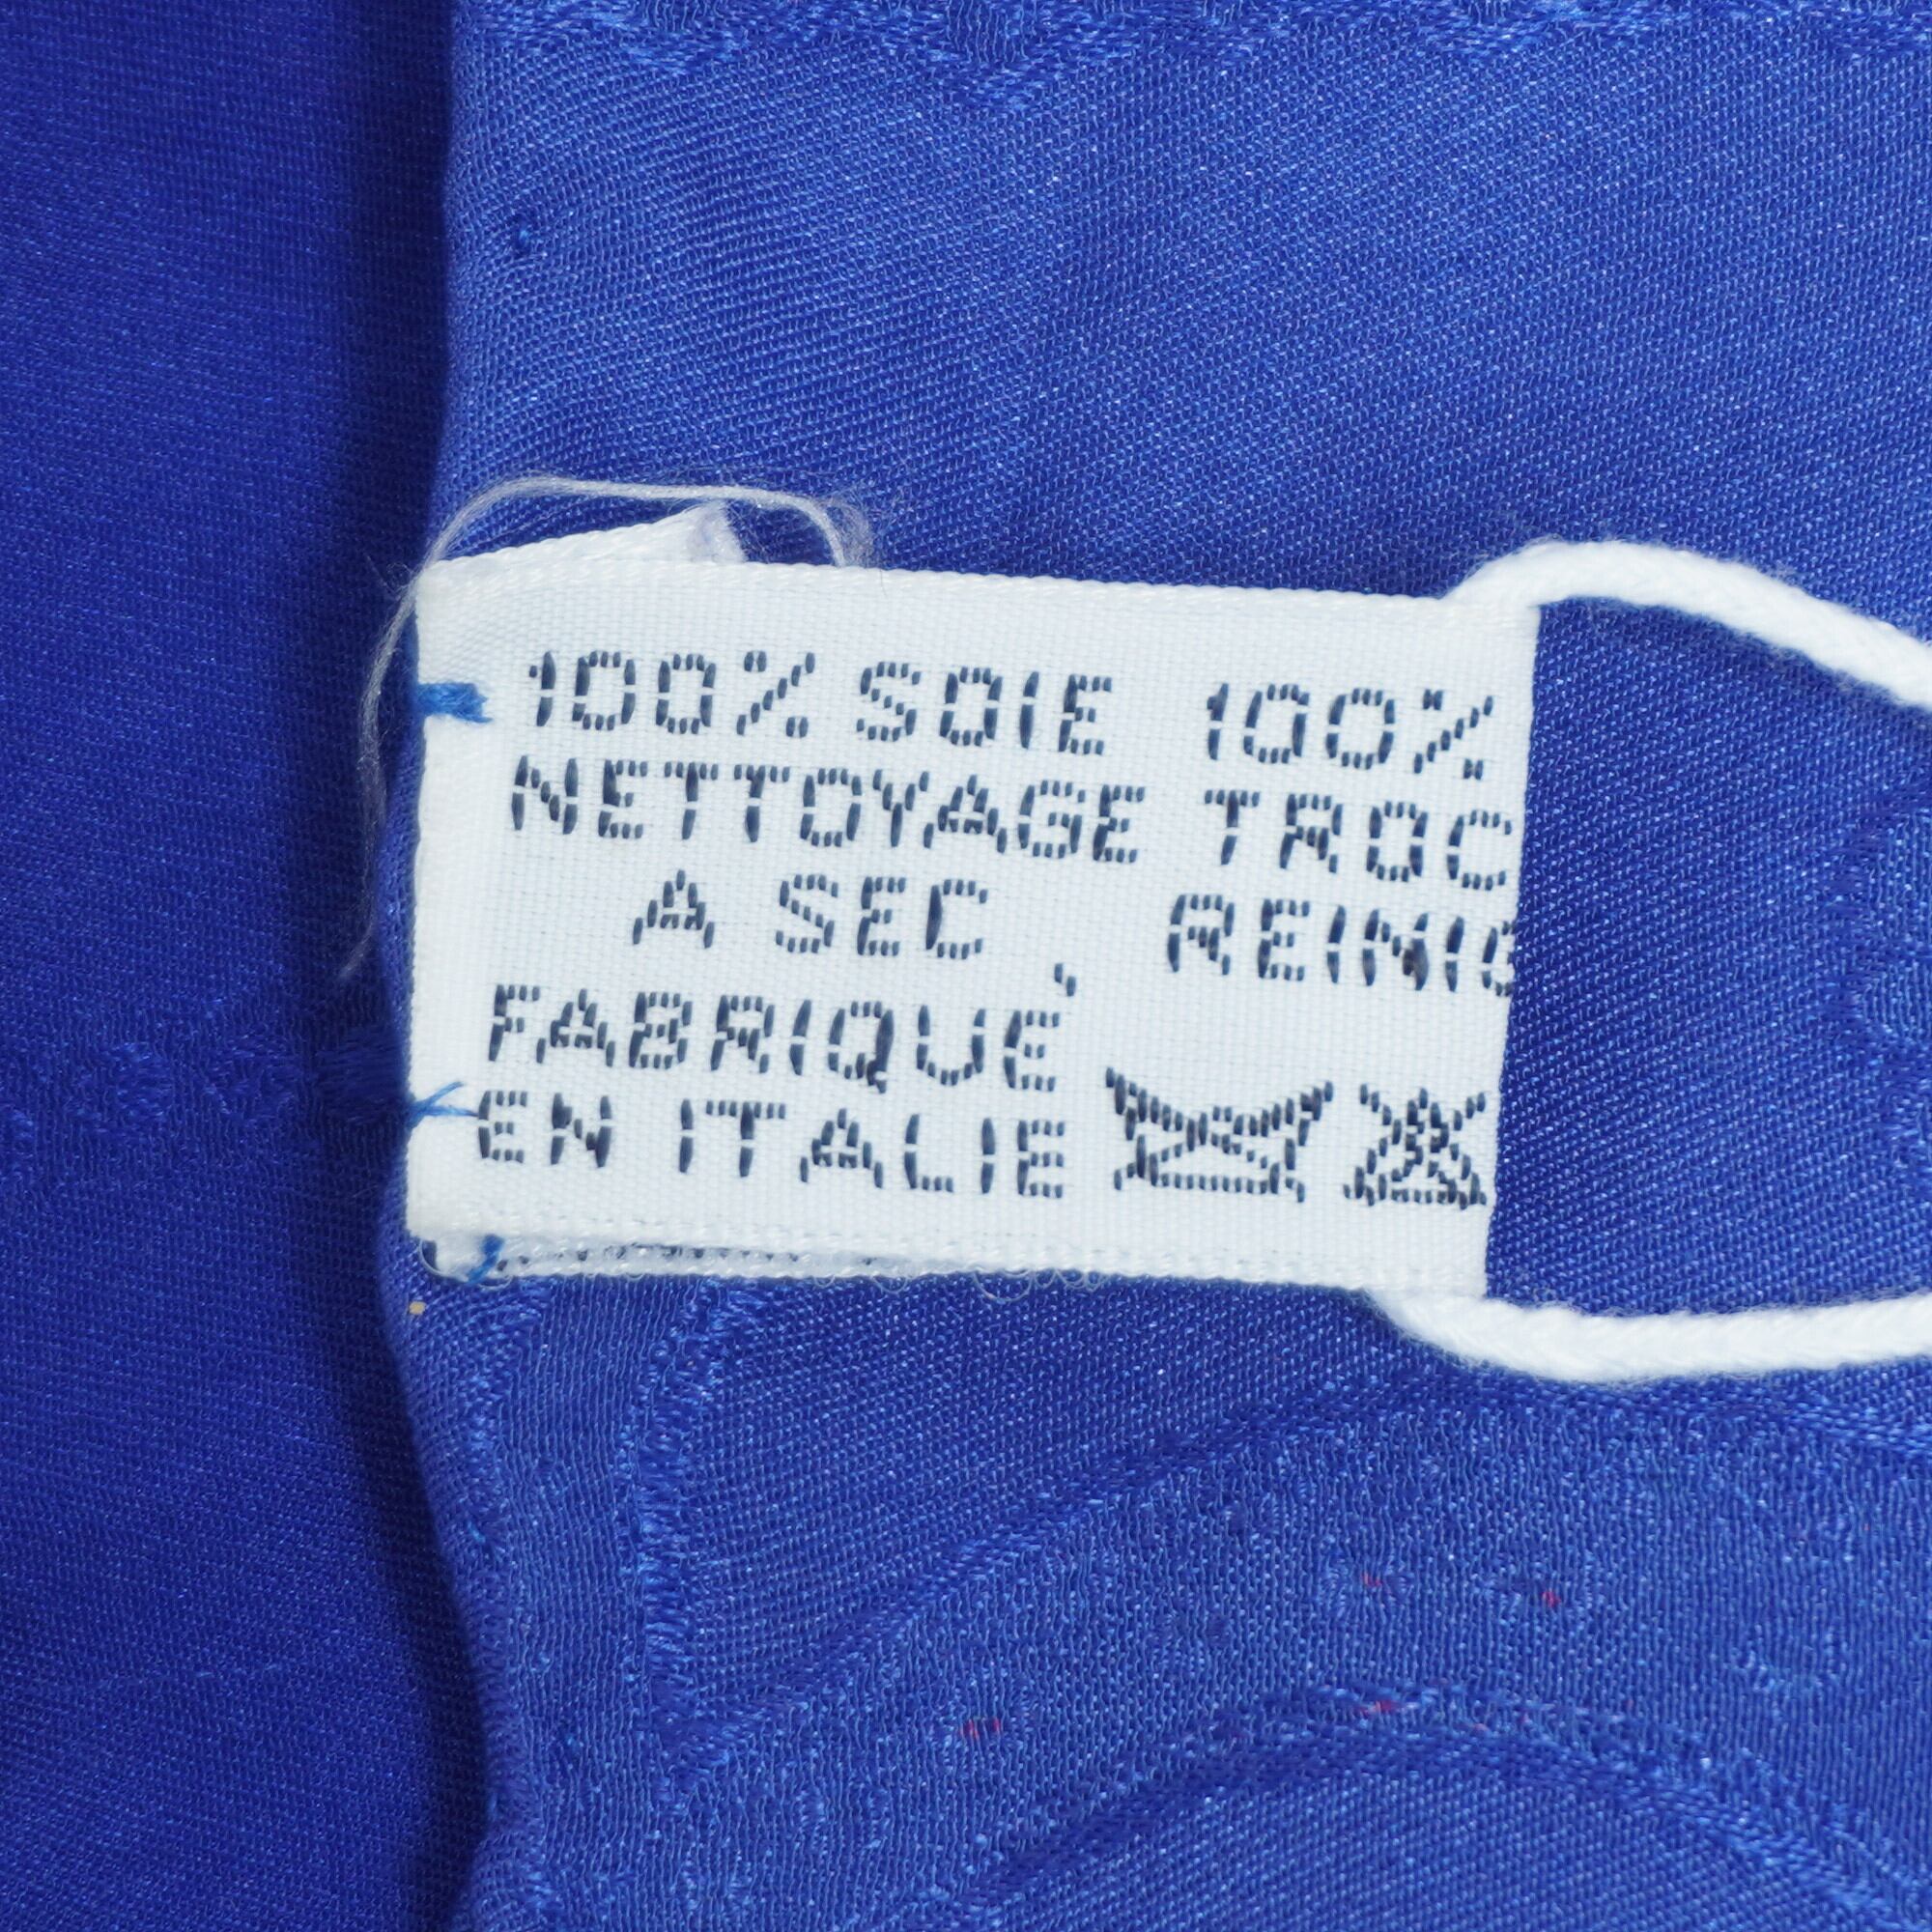 100% SOIE 100%
NETTOYAGE TROC
A SEC REINIG
FABRIQUÉ
EN ITALIE